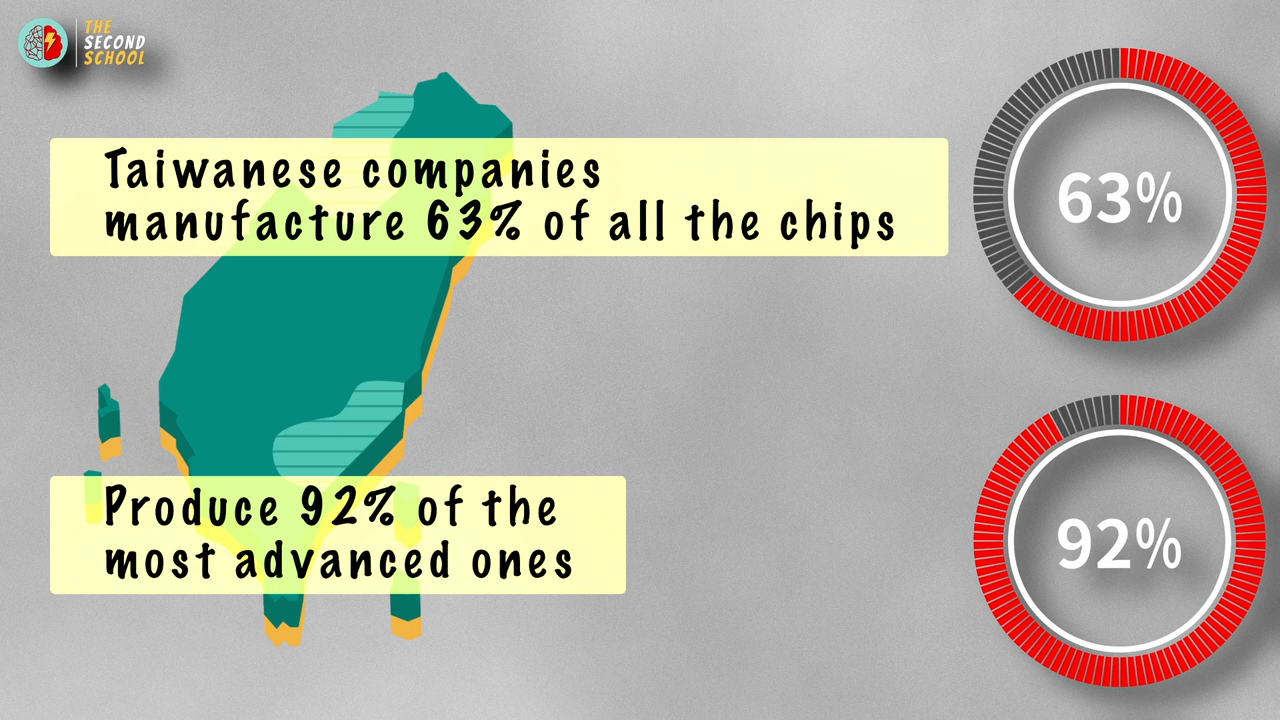 THE
SECOND
SCHOOL
Taiwanese companies
manufacture 63% of all the chips
63%
Produce 92% of the
most advanced ones
92%